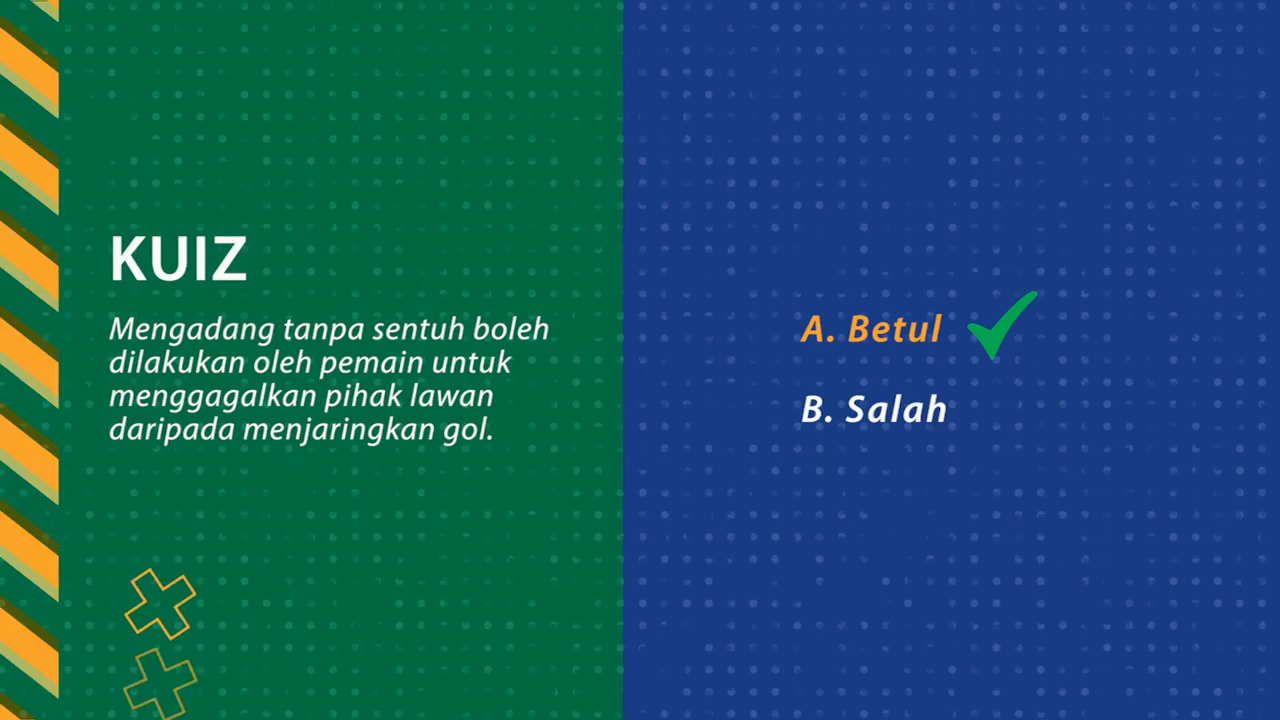 KUIZ
Mengadang tanpa sentuh boleh
dilakukan oleh pemain untuk
menggagalkan pihak lawan
daripada menjaringkan gol.
A. Betul
B. Salah